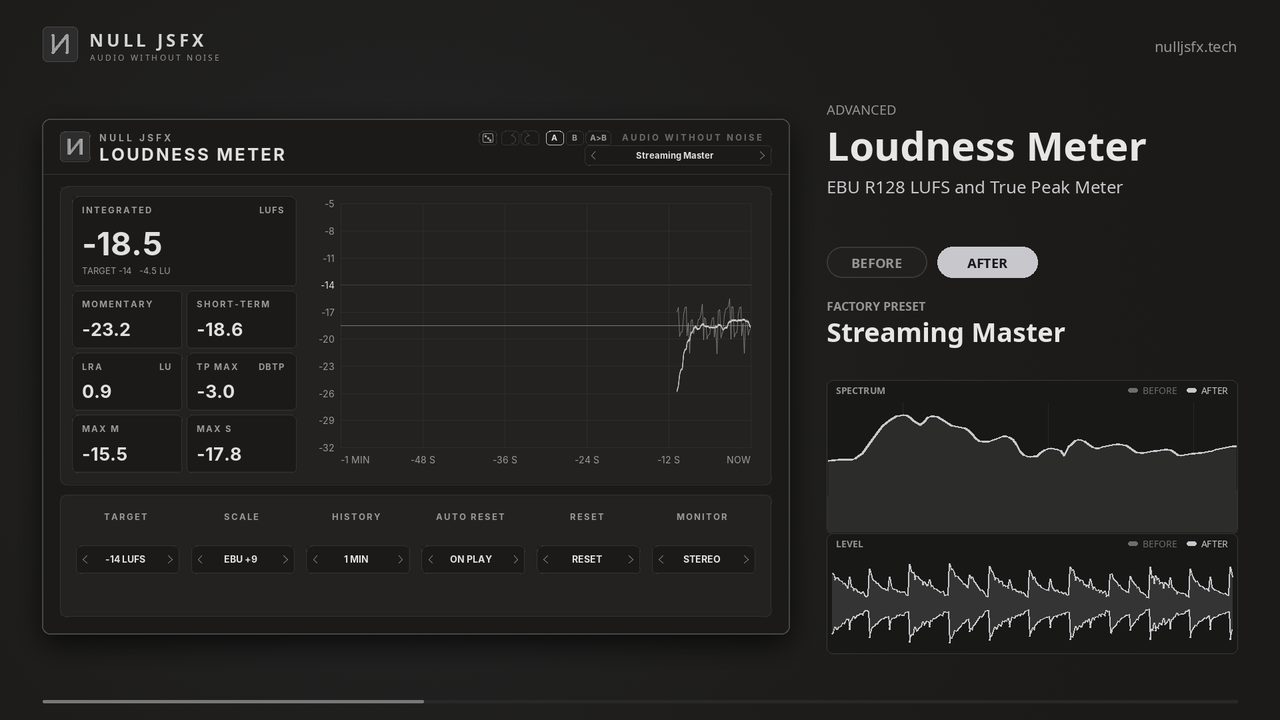 NULL JSFX
AUDIO WITHOUT NOISE
nulljsfx.tech
NULL JSFX
LOUDNESS METER
A B A>B AUDIO WITHOUT NOISE
Streaming Master
INTEGRATED LUFS
-18.5
TARGET -14 -4.5 LU
MOMENTARY
-23.2
SHORT-TERM
-18.6
LRA LU
0.9
TP MAX DBTP
-3.0
MAX M
-15.5
MAX S
-17.8
-5
-8
-11
-14
-17
-20
-23
-26
-29
-32
-1 MIN -48 S -36 S -24 S -12 S NOW
TARGET SCALE HISTORY AUTO RESET RESET MONITOR
-14 LUFS EBU +9 1 MIN ON PLAY RESET STEREO
ADVANCED
Loudness Meter
EBU R128 LUFS and True Peak Meter
BEFORE AFTER
FACTORY PRESET
Streaming Master
SPECTRUM BEFORE AFTER
LEVEL BEFORE AFTER